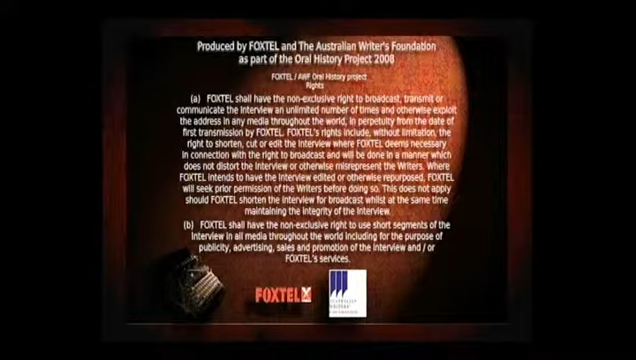 Produced by FOXTEL and The Australian Writer's Foundation
as part of the Oral History Project 2008
FOXTEL / AWF Oral History project
Rights
(a) FOXTEL shall have the non-exclusive right to broadcast, transmit or
communicate the Interview an unlimited number of times and otherwise exploit
the address in any media throughout the world, in perpetuity from the date of
first transmission by FOXTEL. FOXTEL's rights include, without limitation, the
right to shorten, cut or edit the Interview where FOXTEL deems necessary
in connection with the right to broadcast and will be done in a manner which
does not distort the Interview or otherwise misrepresent the Writers. Where
FOXTEL intends to have the Interview edited or otherwise repurposed, FOXTEL
will seek prior permission of the Writers before doing so. This does not apply
should FOXTEL shorten the Interview for broadcast whilst at the same time
maintaining the integrity of the Interview.
(b) FOXTEL shall have the non-exclusive right to use short segments of the
Interview in all media throughout the world including for the purpose of
publicity, advertising, sales and promotion of the Interview and / or
FOXTEL's services.
FOXTEL
AUSTRALIAN
WRITERS'
FOUNDATION